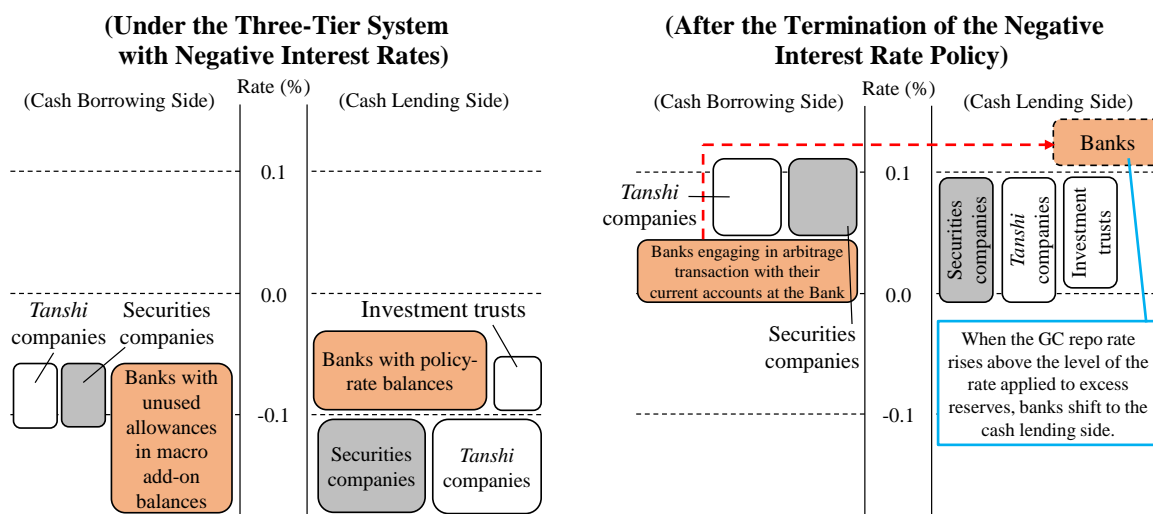 (Under the Three-Tier System
with Negative Interest Rates)
(Cash Borrowing Side)
Rate (%)
(Cash Lending Side)
0.1
0.0
-0.1
Tanshi
companies
Securities
companies
Banks with
unused
allowances
in macro
add-on
balances
Investment trusts
Banks with policy-
rate balances
Securities
companies
Tanshi
companies
(After the Termination of the Negative
Interest Rate Policy)
(Cash Borrowing Side)
Rate (%)
(Cash Lending Side)
0.1
0.0
-0.1
Tanshi
companies
Banks engaging in arbitrage
transaction with their
current accounts at the Bank
Securities
companies
Banks
Securities
companies
Tanshi
companies
Investment
trusts
When the GC repo rate
rises above the level of the
rate applied to excess
reserves, banks shift to the
cash lending side.